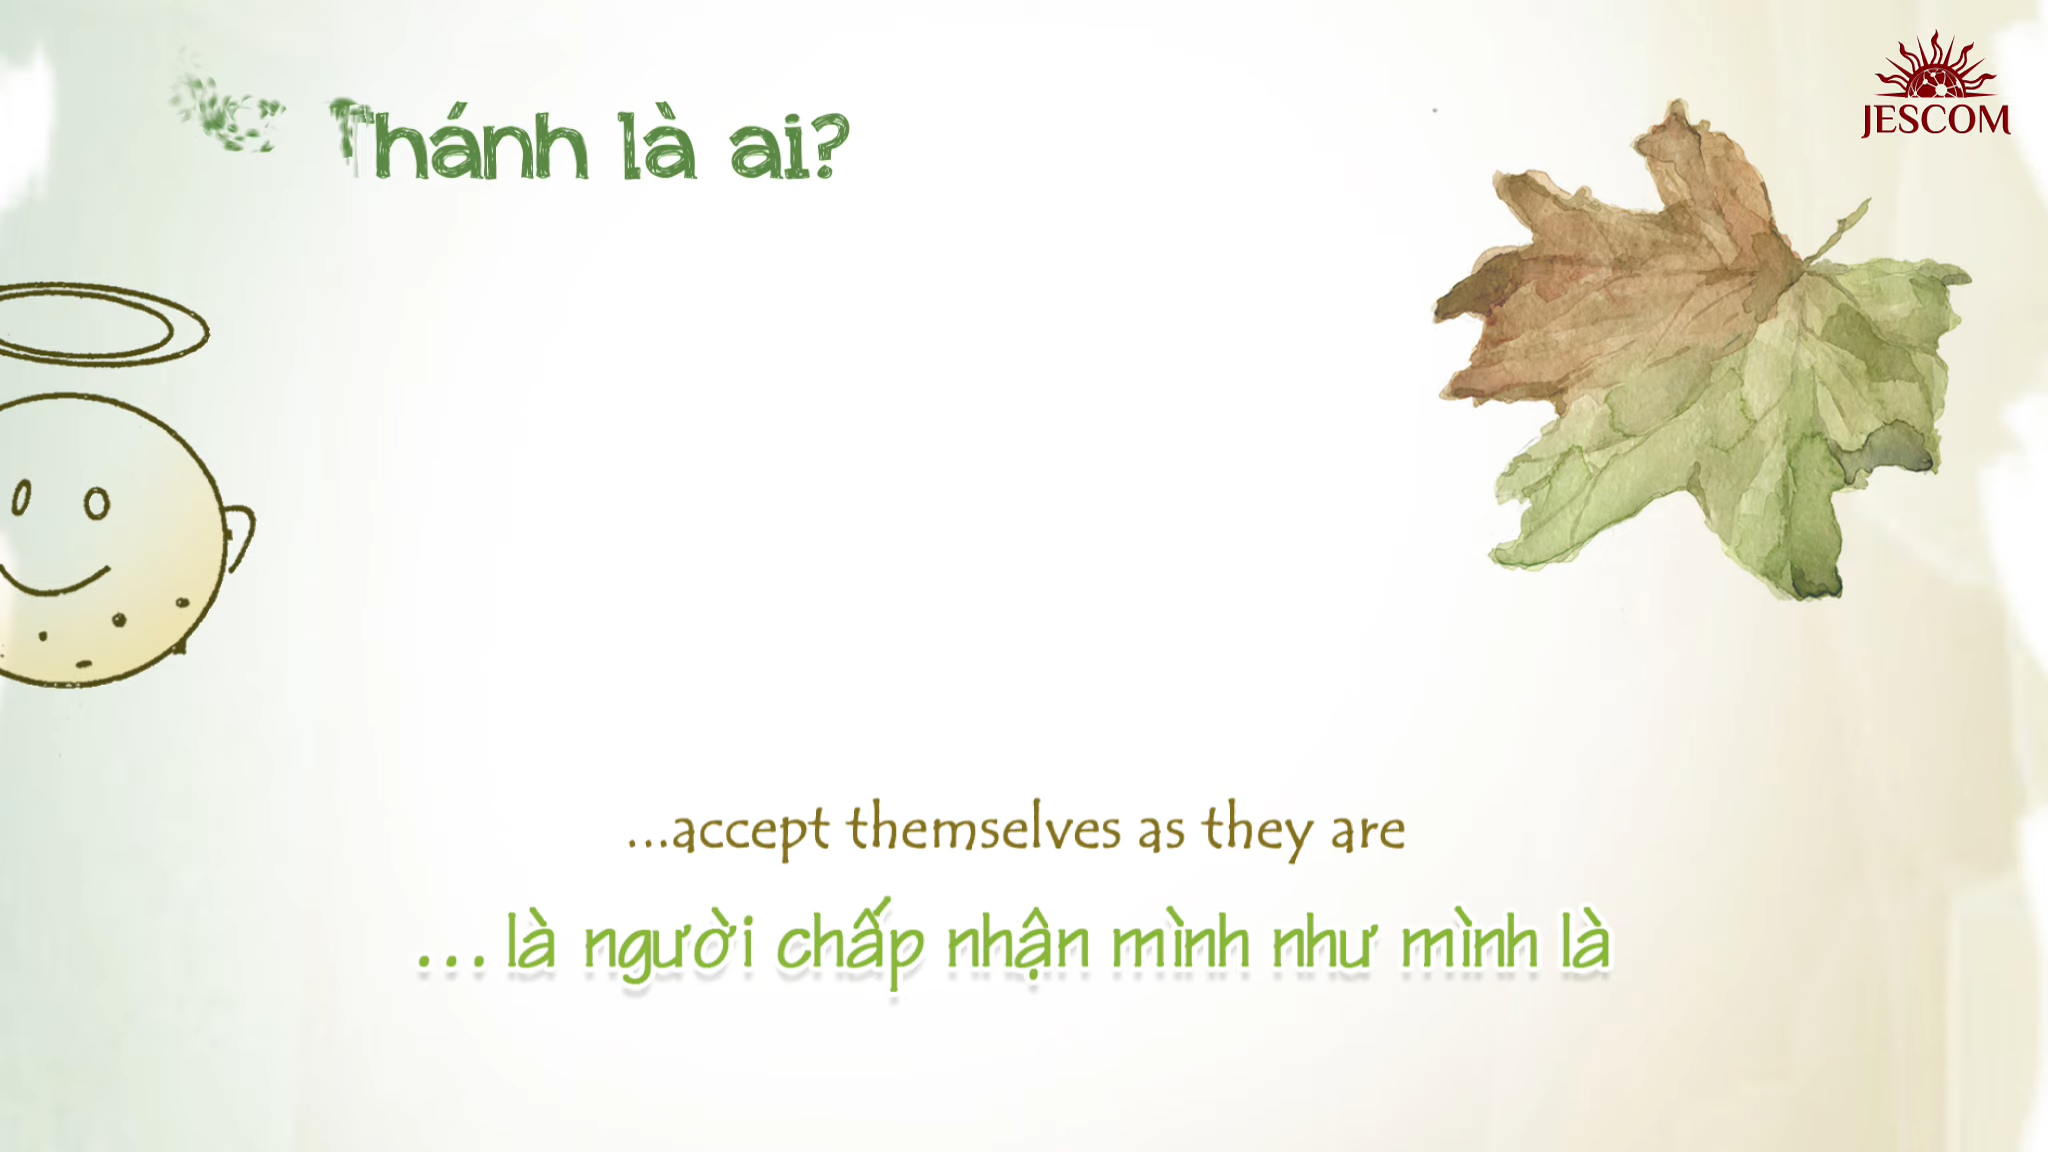 Thánh là ai?
JESCOM
...accept themselves as they are
...là người chấp nhận mình như mình là